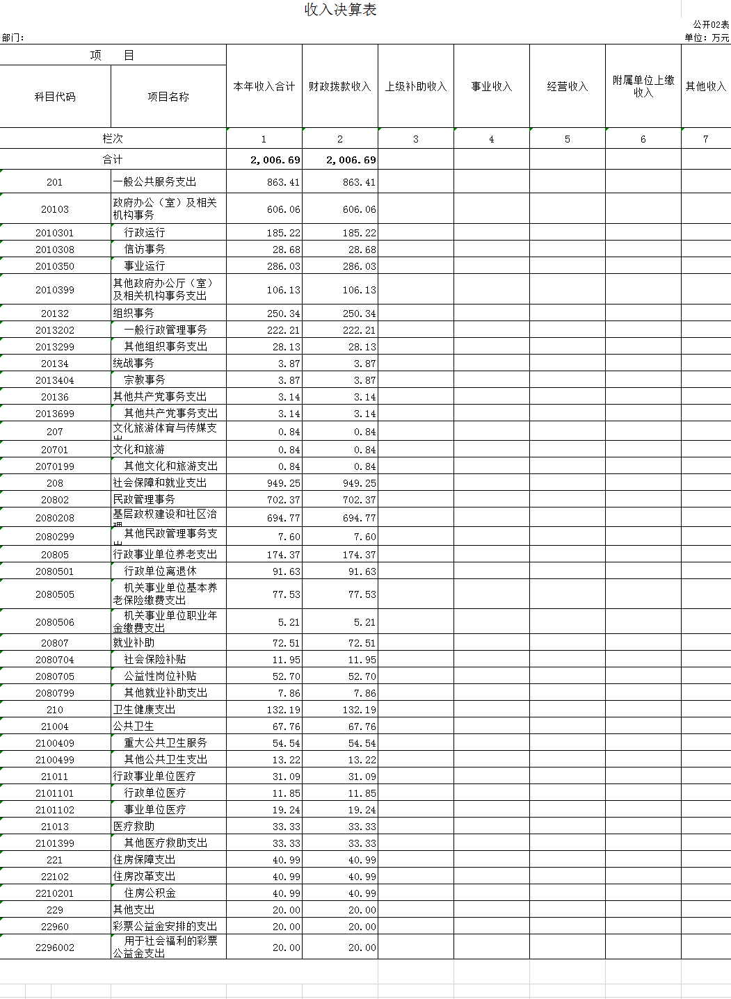 收入决算表
公开02表
部门：
单位：万元
项　　目
本年收入合计 财政拨款收入 上级补助收入 事业收入 经营收入 附属单位上缴
收入 其他收入
科目代码 项目名称
栏次 1 2 3 4 5 6 7
合计 2,006.69 2,006.69
201 一般公共服务支出 863.41 863.41
20103 政府办公（室）及相关
机构事务 606.06 606.06
2010301 行政运行 185.22 185.22
2010308 信访事务 28.68 28.68
2010350 事业运行 286.03 286.03
2010399 其他政府办公厅（室）
及相关机构事务支出 106.13 106.13
20132 组织事务 250.34 250.34
2013202 一般行政管理事务 222.21 222.21
2013299 其他组织事务支出 28.13 28.13
20134 统战事务 3.87 3.87
2013404 宗教事务 3.87 3.87
20136 其他共产党事务支出 3.14 3.14
2013699 其他共产党事务支出 3.14 3.14
207 文化旅游体育与传媒支
出 0.84 0.84
20701 文化和旅游 0.84 0.84
2070199 其他文化和旅游支出 0.84 0.84
208 社会保障和就业支出 949.25 949.25
20802 民政管理事务 702.37 702.37
2080208 基层政权建设和社区治
理 694.77 694.77
2080299 其他民政管理事务支
出 7.60 7.60
20805 行政事业单位养老支出 174.37 174.37
2080501 行政单位离退休 91.63 91.63
2080505 机关事业单位基本养
老保险缴费支出 77.53 77.53
2080506 机关事业单位职业年
金缴费支出 5.21 5.21
20807 就业补助 72.51 72.51
2080704 社会保险补贴 11.95 11.95
2080705 公益性岗位补贴 52.70 52.70
2080799 其他就业补助支出 7.86 7.86
210 卫生健康支出 132.19 132.19
21004 公共卫生 67.76 67.76
2100409 重大公共卫生服务 54.54 54.54
2100499 其他公共卫生支出 13.22 13.22
21011 行政事业单位医疗 31.09 31.09
2101101 行政单位医疗 11.85 11.85
2101102 事业单位医疗 19.24 19.24
21013 医疗救助 33.33 33.33
2101399 其他医疗救助支出 33.33 33.33
221 住房保障支出 40.99 40.99
22102 住房改革支出 40.99 40.99
2210201 住房公积金 40.99 40.99
229 其他支出 20.00 20.00
22960 彩票公益金安排的支出 20.00 20.00
2296002 用于社会福利的彩票
公益金支出 20.00 20.00